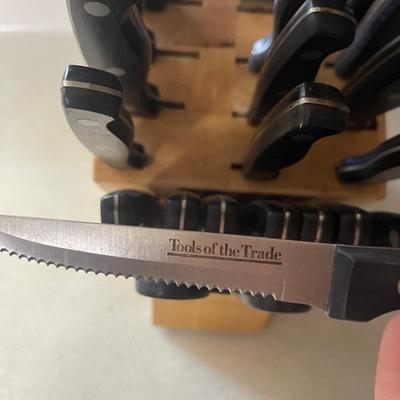 Tools of the Trade